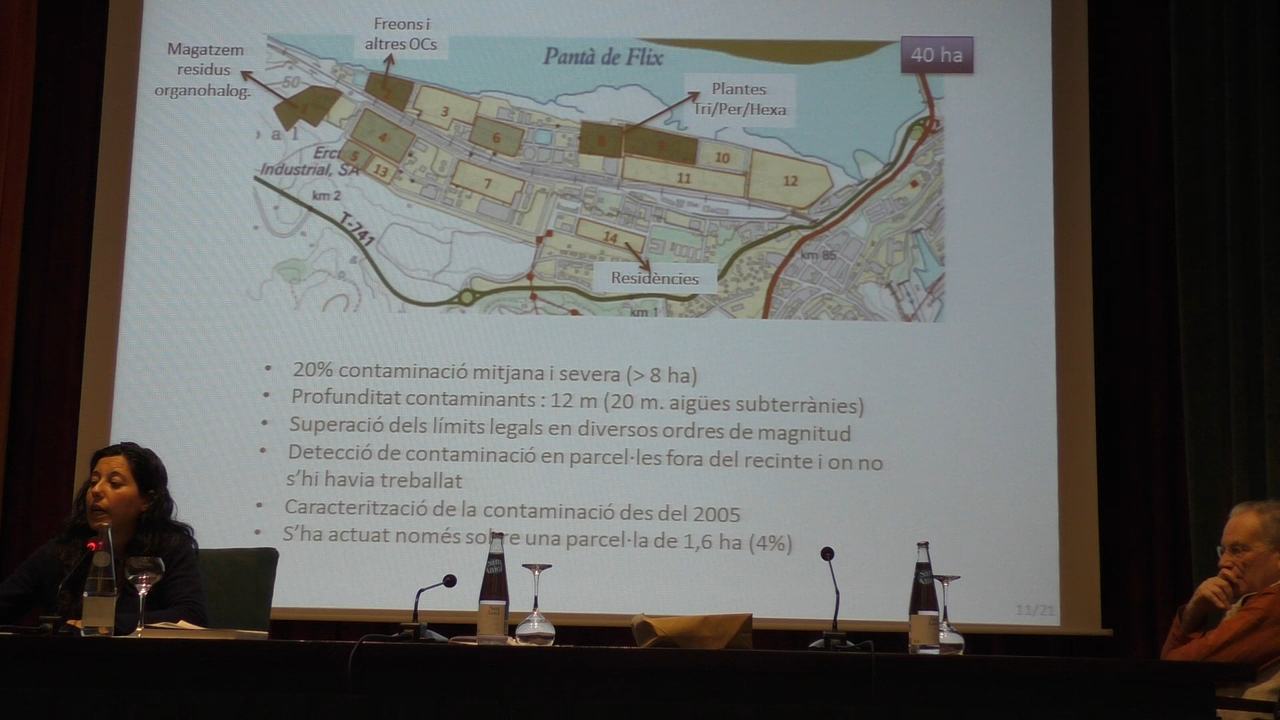 Freons i
altres OCs
Magatzem
residus
organohalog.
Pantà de Flix
40 ha
Plantes
Tri/Per/Hexa
50
3
4
6
5
13
7
10
11
12
14
Industrial, SA
km 2
T-741
km 85
Residències
km 1
• 20% contaminació mitjana i severa (> 8 ha)
• Profunditat contaminants : 12 m (20 m. aigües subterrànies)
• Superació dels límits legals en diversos ordres de magnitud
• Detecció de contaminació en parcel·les fora del recinte i on no
s'hi havia treballat
• Caracterització de la contaminació des del 2005
• S'ha actuat només sobre una parcel·la de 1,6 ha (4%)
11/21